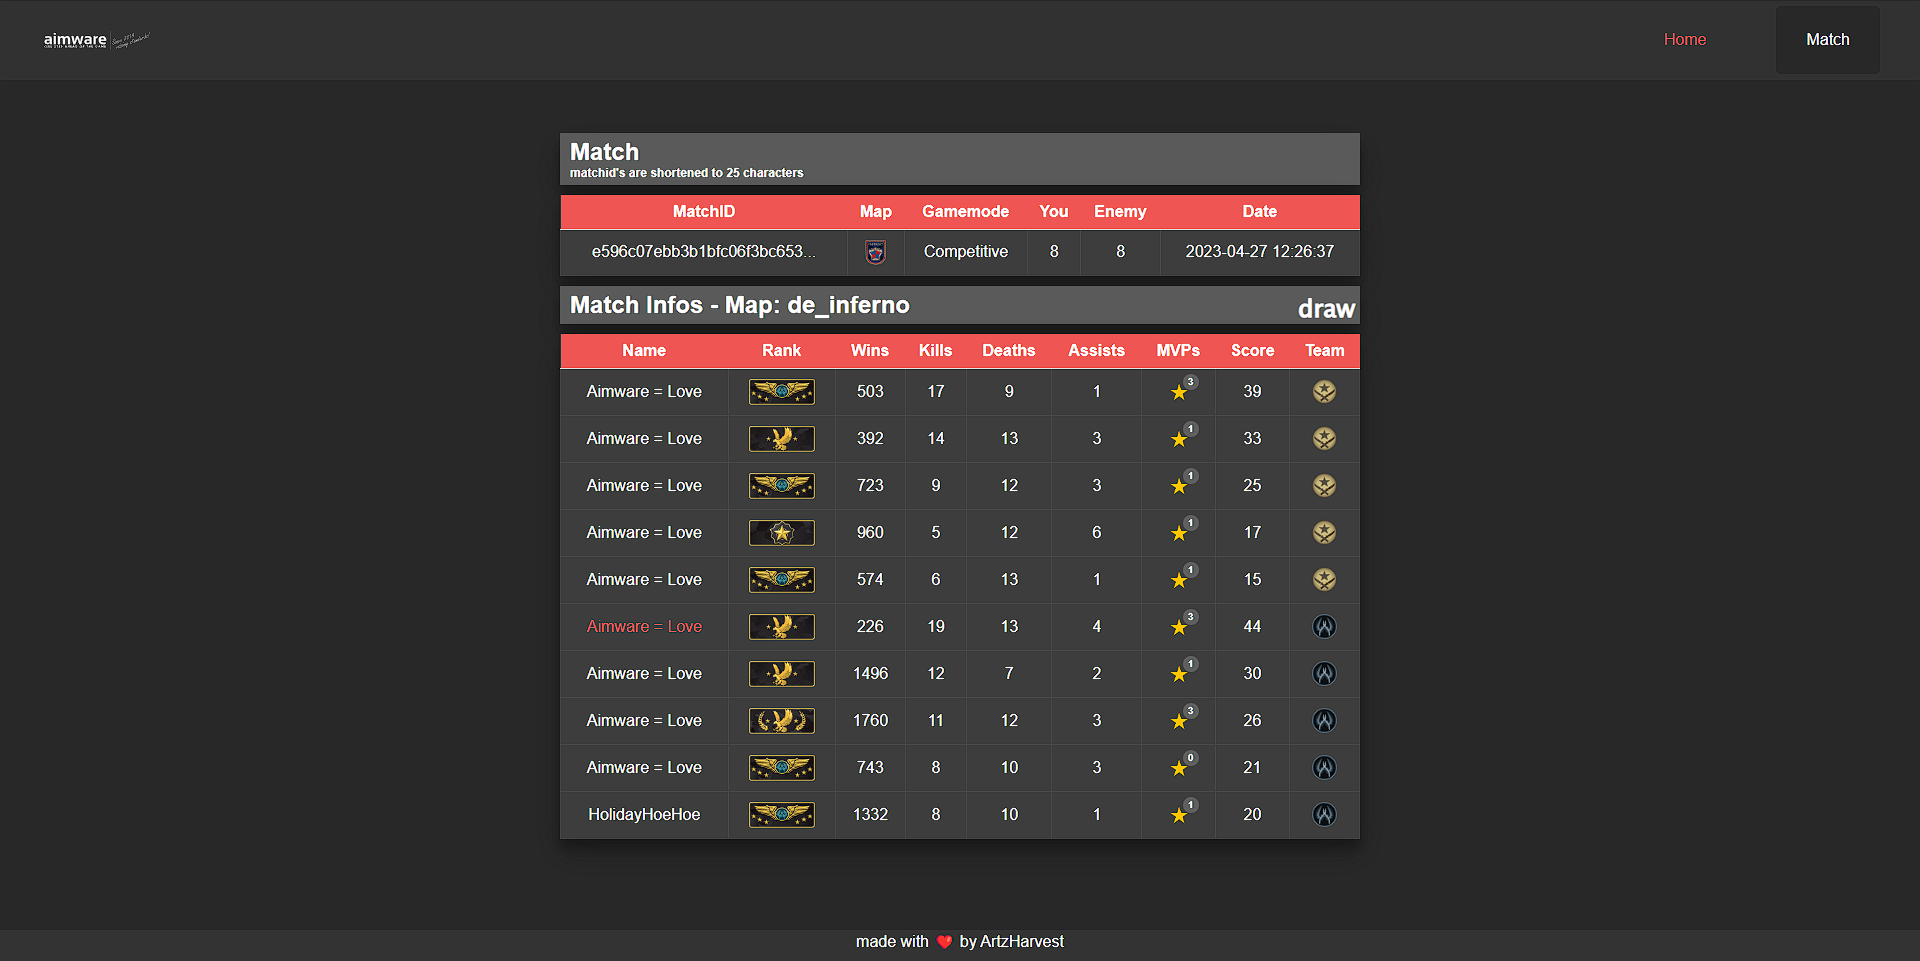 aimware
Home
Match
Match
matchid's are shortened to 25 characters
MatchID Map Gamemode You Enemy Date
e596c07ebb3b1bfc06f3bc653... Competitive 8 8 2023-04-27 12:26:37
Match Infos - Map: de_inferno draw
Name Rank Wins Kills Deaths Assists MVPs Score Team
Aimware = Love 503 17 9 1 3 39
Aimware = Love 392 14 13 3 1 33
Aimware = Love 723 9 12 3 1 25
Aimware = Love 960 5 12 6 1 17
Aimware = Love 574 6 13 1 1 15
Aimware = Love 226 19 13 4 3 44
Aimware = Love 1496 12 7 2 1 30
Aimware = Love 1760 11 12 3 3 26
Aimware = Love 743 8 10 3 0 21
HolidayHoeHoe 1332 8 10 1 1 20
made with ❤️ by ArtzHarvest